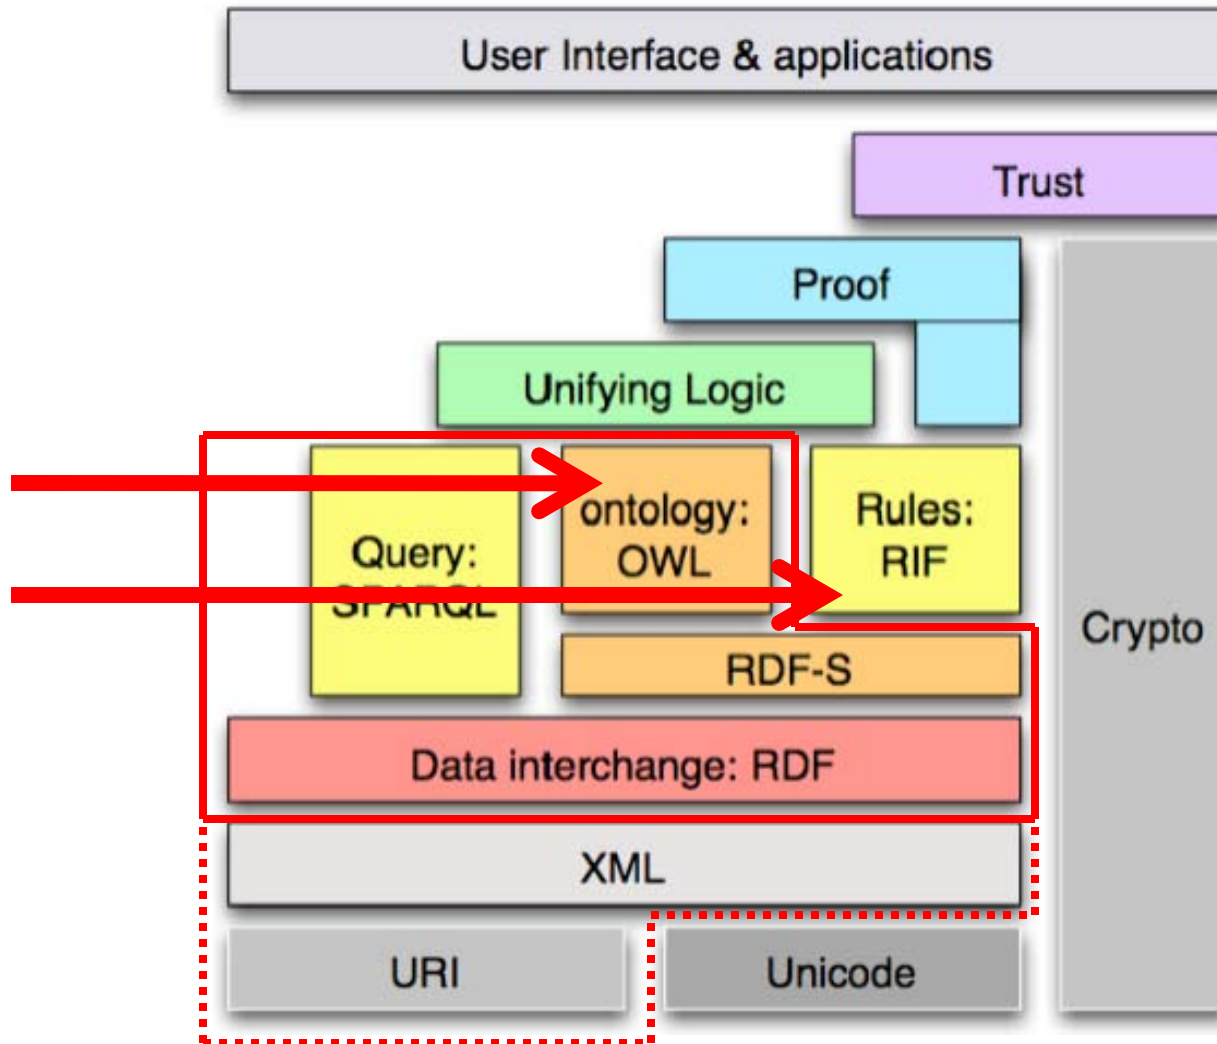 User Interface & applications
Trust
Proof
Unifying Logic
ontology:
OWL
Rules:
RIF
Query:
SPARQL
Crypto
RDF-S
Data interchange: RDF
XML
URI
Unicode